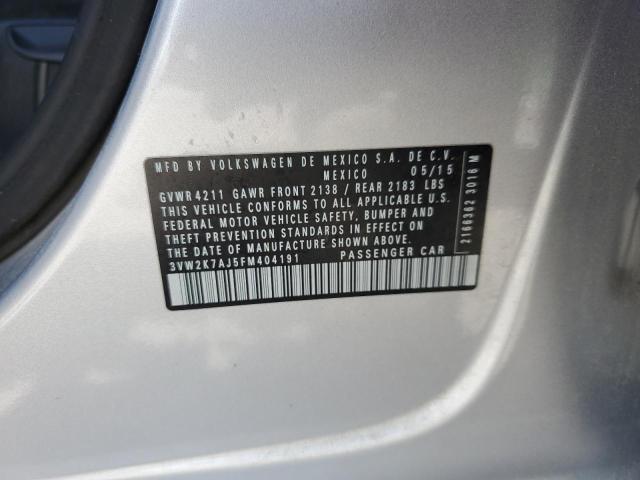 MFD BY VOLKSWAGEN DE MEXICO S.A. DE C.V.
MEXICO 05/15
GVWR 4211 GAWR FRONT 2138 / REAR 2183 LBS
THIS VEHICLE CONFORMS TO ALL APPLICABLE U.S.
FEDERAL MOTOR VEHICLE SAFETY, BUMPER AND
THEFT PREVENTION STANDARDS IN EFFECT ON
THE DATE OF MANUFACTURE SHOWN ABOVE.
3VW2K7AJ5FM404191 PASSENGER CAR
2166362 3016 M